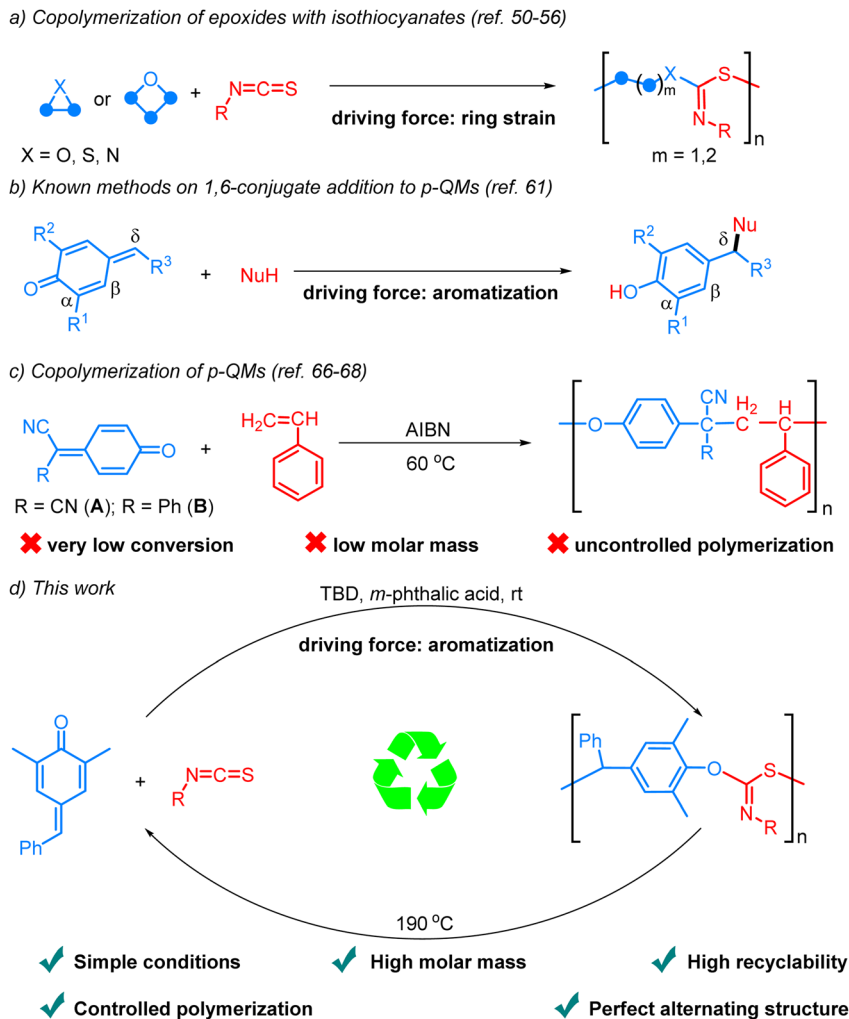 a) Copolymerization of epoxides with isothiocyanates (ref. 50-56)
X or O + N=C=S R
driving force: ring strain
X S ( )m N R n
X = O, S, N
m = 1,2
b) Known methods on 1,6-conjugate addition to p-QMs (ref. 61)
R² δ R³ O α β R¹ + NuH
driving force: aromatization
Nu R² δ R³ HO α β R¹
c) Copolymerization of p-QMs (ref. 66-68)
NC R O + H₂C=CH
AIBN
60 °C
O CN C R H₂ C H C n
R = CN (A); R = Ph (B)
very low conversion
low molar mass
uncontrolled polymerization
d) This work
TBD, m-phthalic acid, rt
driving force: aromatization
O Ph + N=C=S R
Ph O S N R n
190 °C
Simple conditions
High molar mass
High recyclability
Controlled polymerization
Perfect alternating structure